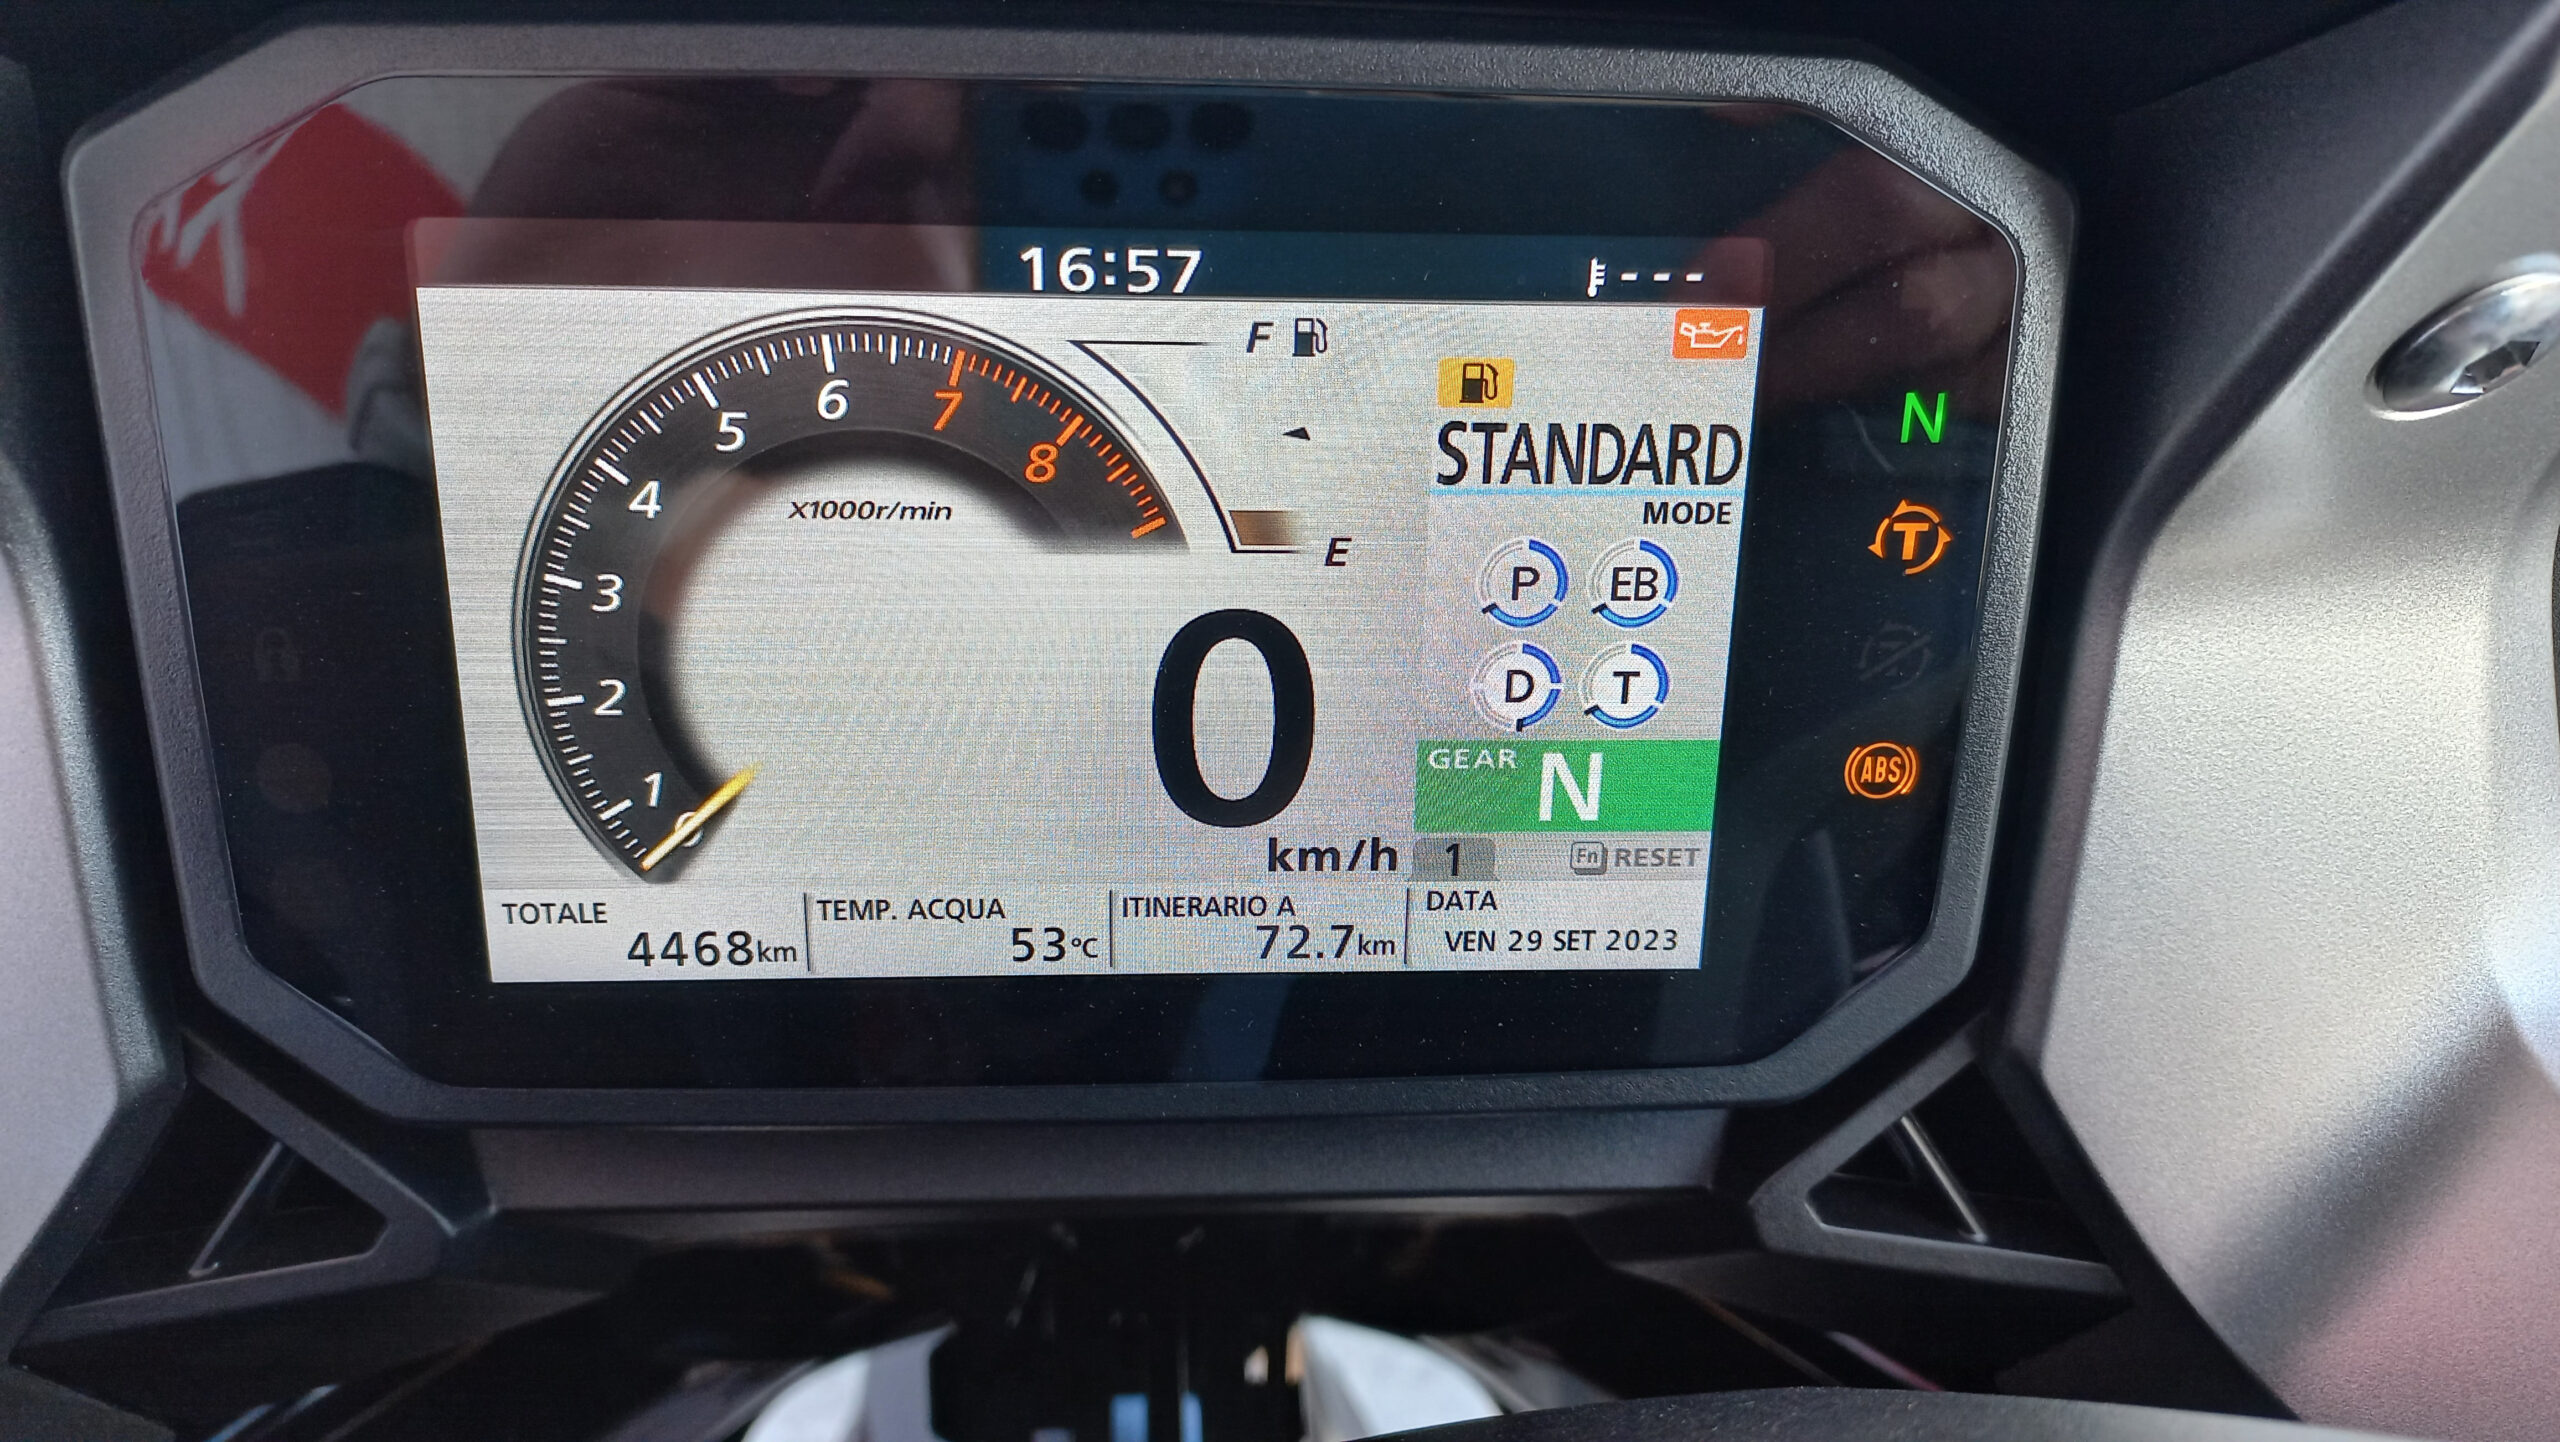 16:57
---
F
6
5
7
4
8
x1000r/min
3
2
1
0
E
STANDARD
MODE
P
EB
D
T
GEAR N
0
km/h
1
Fn RESET
TOTALE
4468km
TEMP. ACQUA
53°C
ITINERARIO A
72.7km
DATA
VEN 29 SET 2023
N
T
ABS